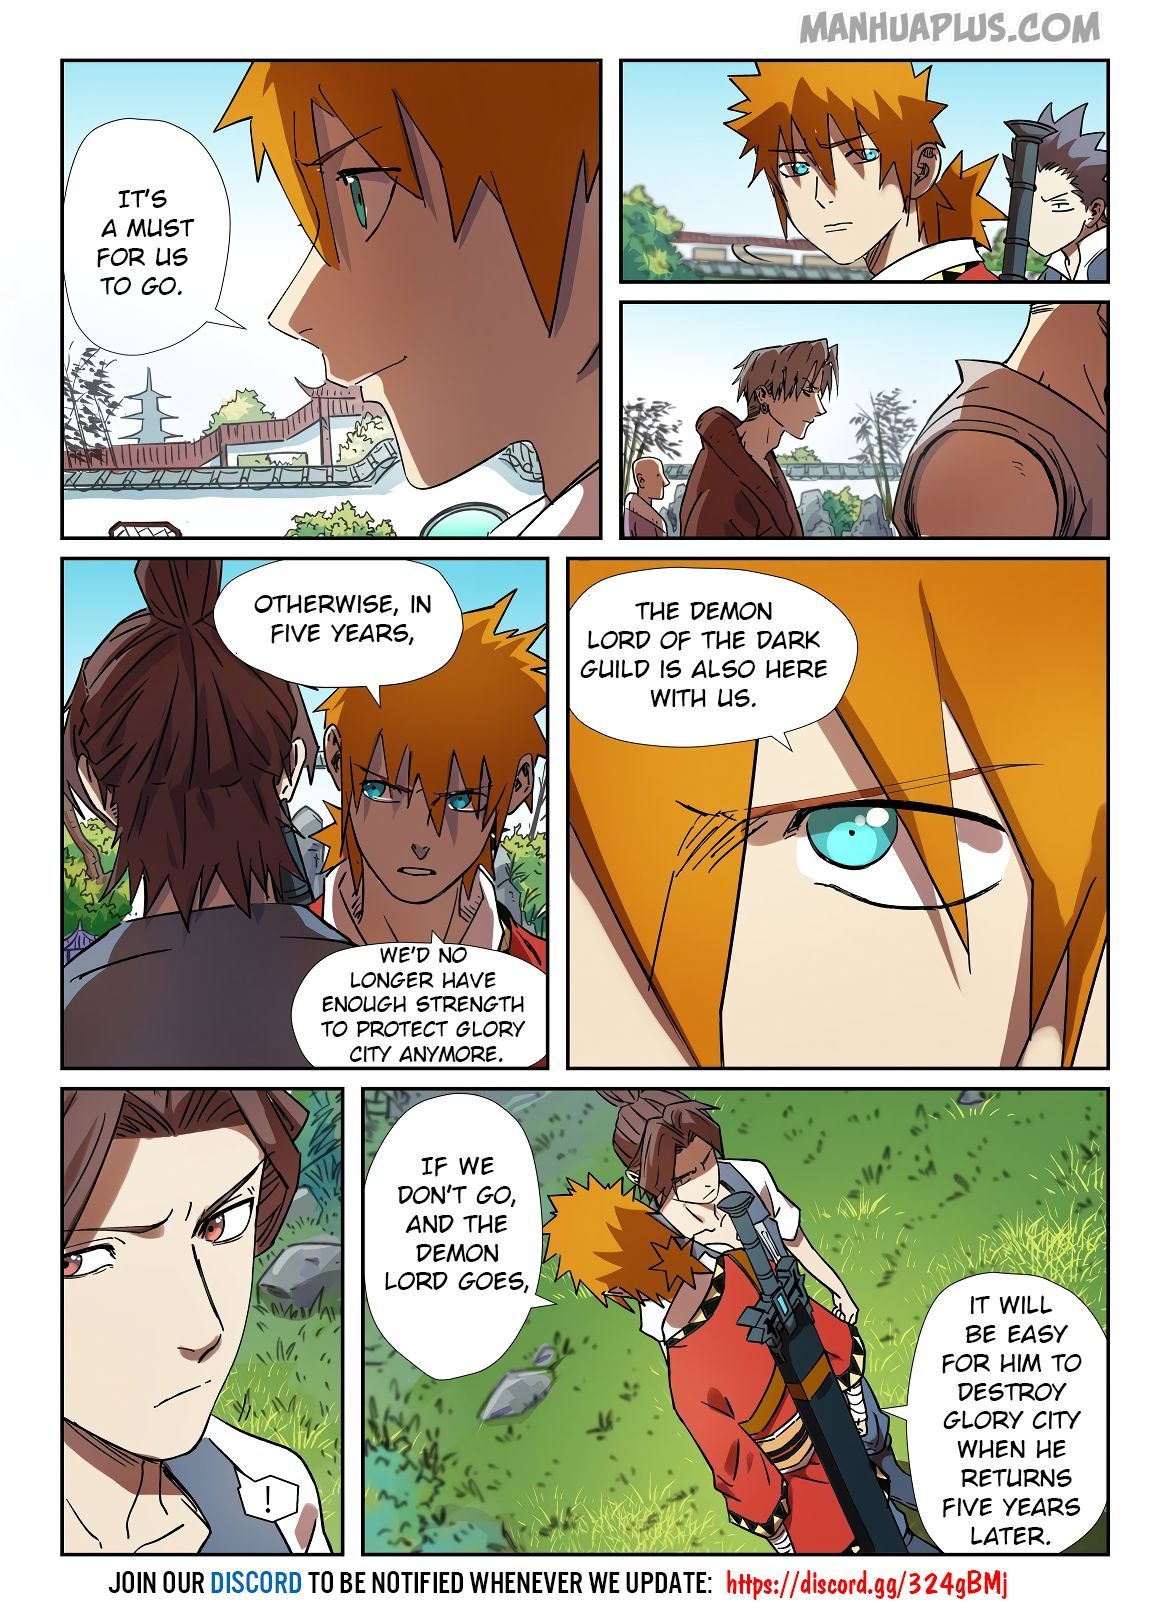 MANHUAPLUS.COM
IT'S
A MUST
FOR US
TO GO.
OTHERWISE, IN
FIVE YEARS,
WE'D NO
LONGER HAVE
ENOUGH STRENGTH
TO PROTECT GLORY
CITY ANYMORE.
THE DEMON
LORD OF THE DARK
GUILD IS ALSO HERE
WITH US.
!
IF WE
DON'T GO,
AND THE
DEMON
LORD GOES,
IT WILL
BE EASY
FOR HIM TO
DESTROY
GLORY CITY
WHEN HE
RETURNS
FIVE YEARS
LATER.
JOIN OUR DISCORD TO BE NOTIFIED WHENEVER WE UPDATE: https://discord.gg/324gBMj